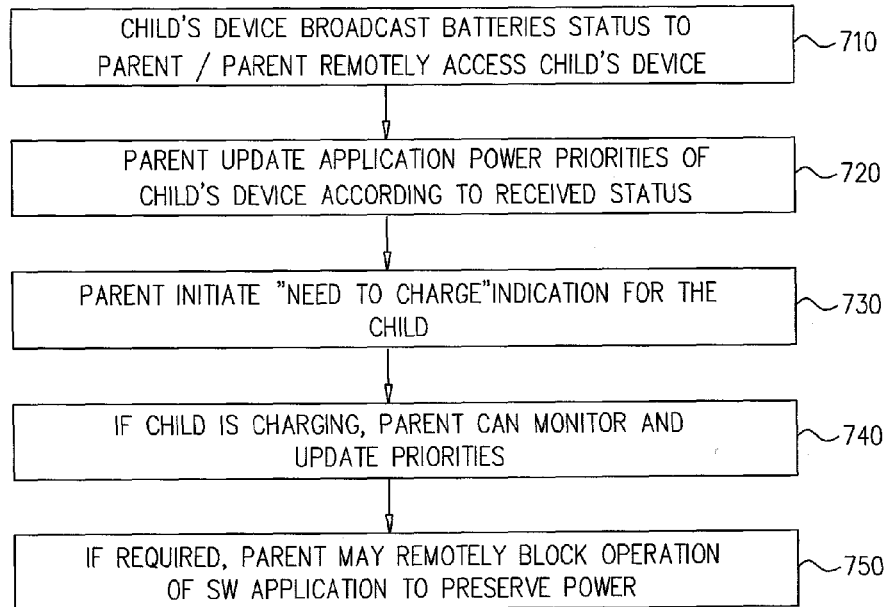 CHILD'S DEVICE BROADCAST BATTERIES STATUS TO
PARENT / PARENT REMOTELY ACCESS CHILD'S DEVICE
710
PARENT UPDATE APPLICATION POWER PRIORITIES OF
CHILD'S DEVICE ACCORDING TO RECEIVED STATUS
720
PARENT INITIATE "NEED TO CHARGE"INDICATION FOR THE
CHILD
730
IF CHILD IS CHARGING, PARENT CAN MONITOR AND
UPDATE PRIORITIES
740
IF REQUIRED, PARENT MAY REMOTELY BLOCK OPERATION
OF SW APPLICATION TO PRESERVE POWER
750